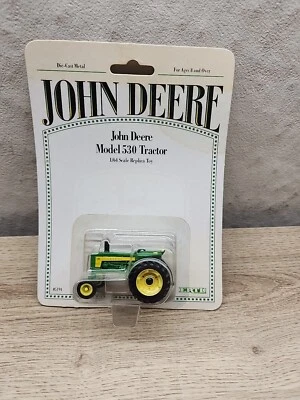 Die-Cast Metal
For Ages 8 and Over
JOHN DEERE
John Deere
Model 530 Tractor
1/64 Scale Replica Toy
ERTL